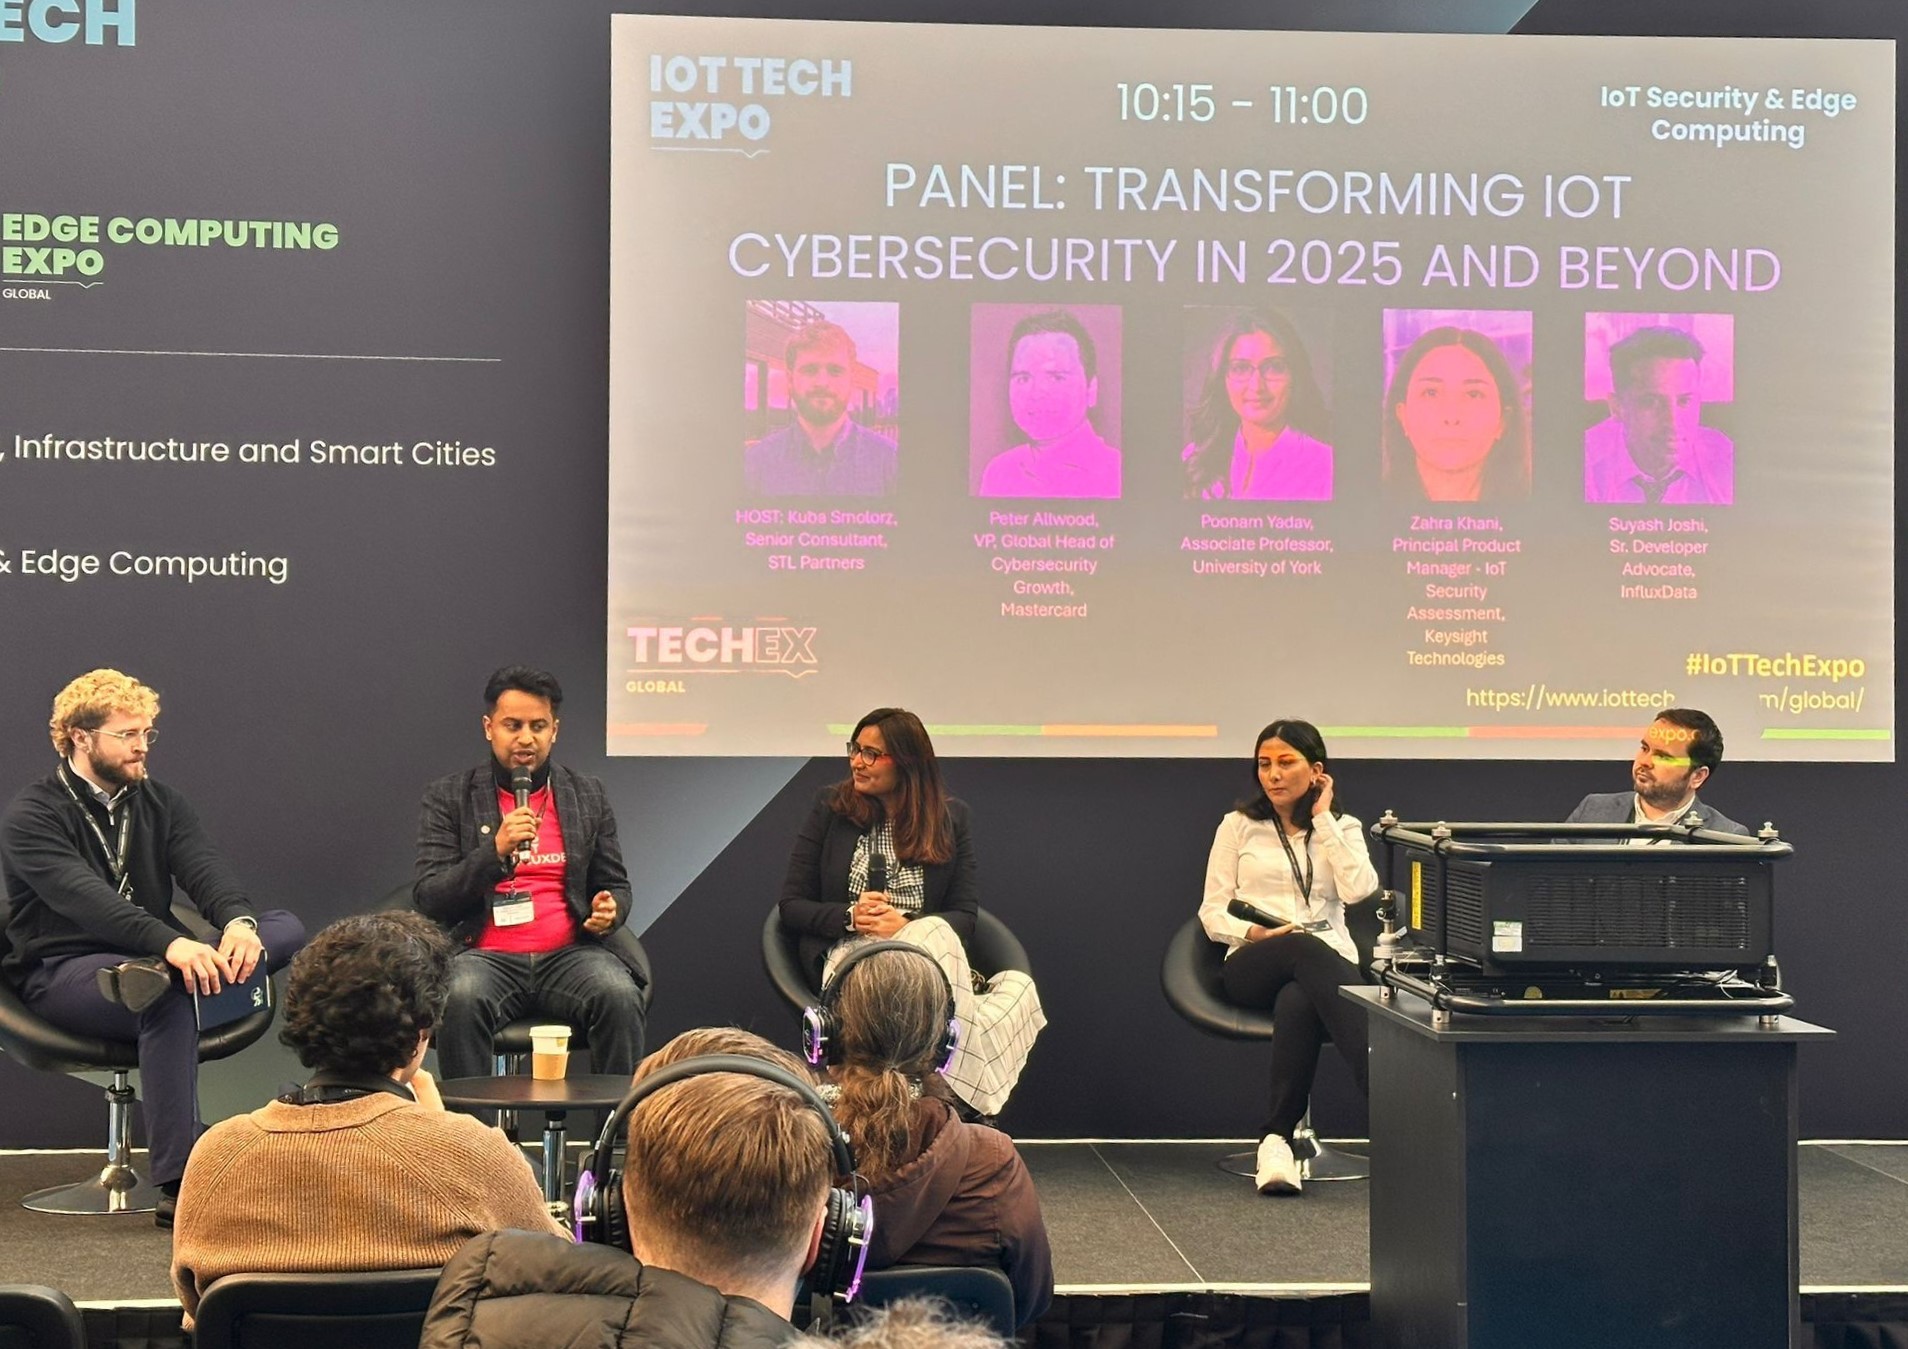 ECH
EDGE COMPUTING
EXPO
GLOBAL
, Infrastructure and Smart Cities
& Edge Computing
IOT TECH
EXPO
10:15 - 11:00
IoT Security & Edge
Computing
PANEL: TRANSFORMING IOT
CYBERSECURITY IN 2025 AND BEYOND
HOST: Kuba Smolorz,
Senior Consultant,
STL Partners
Peter Allwood,
VP, Global Head of
Cybersecurity
Growth,
Mastercard
Poonam Yadav,
Associate Professor,
University of York
Zahra Khani,
Principal Product
Manager - IoT
Security
Assessment,
Keysight
Technologies
Suyash Joshi,
Sr. Developer
Advocate,
InfluxData
TECHEX
GLOBAL
#IoTTechExpo
https://www.iottech
m/global/
expo.c
UXD